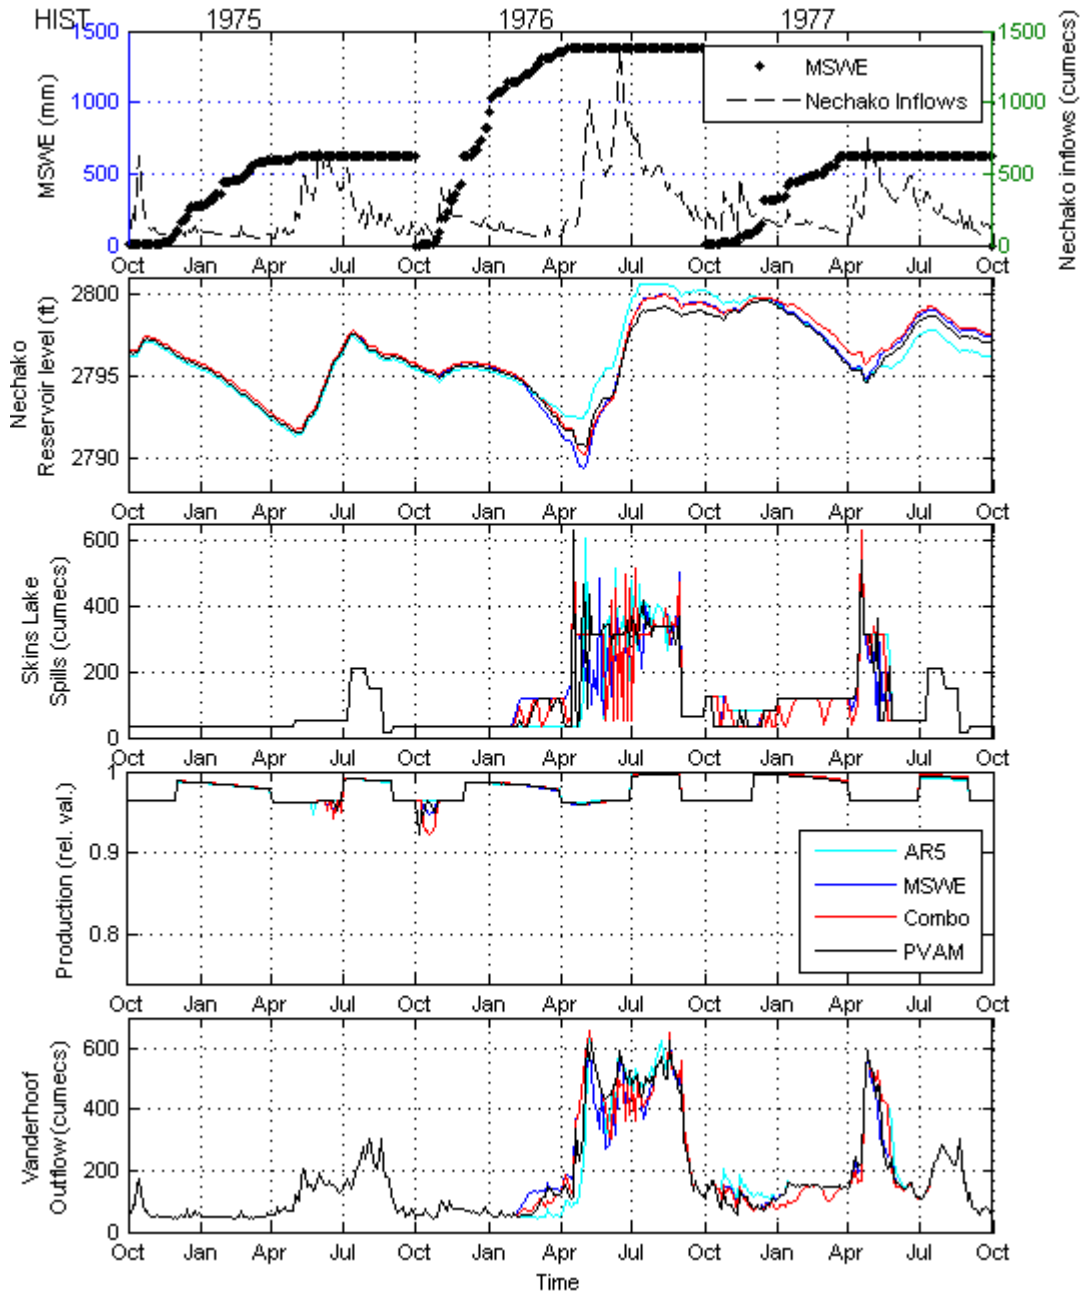 HIST 1975 1976 1977
1500 1500
1000 1000
500 500
0 0
MSWE (mm)
Nechako inflows (cumecs)
MSWE
Nechako Inflows
Oct Jan Apr Jul Oct Jan Apr Jul Oct Jan Apr Jul Oct
2800
2795
2790
Nechako
Reservoir level (ft)
Oct Jan Apr Jul Oct Jan Apr Jul Oct Jan Apr Jul Oct
600
400
200
0
Skins Lake
Spills (cumecs)
Oct Jan Apr Jul Oct Jan Apr Jul Oct Jan Apr Jul Oct
1
0.9
0.8
Production (rel. val.)
AR5
MSWE
Combo
PVAM
Oct Jan Apr Jul Oct Jan Apr Jul Oct Jan Apr Jul Oct
600
400
200
0
Vanderhoof
Outflow (cumecs)
Oct Jan Apr Jul Oct Jan Apr Jul Oct Jan Apr Jul Oct
Time